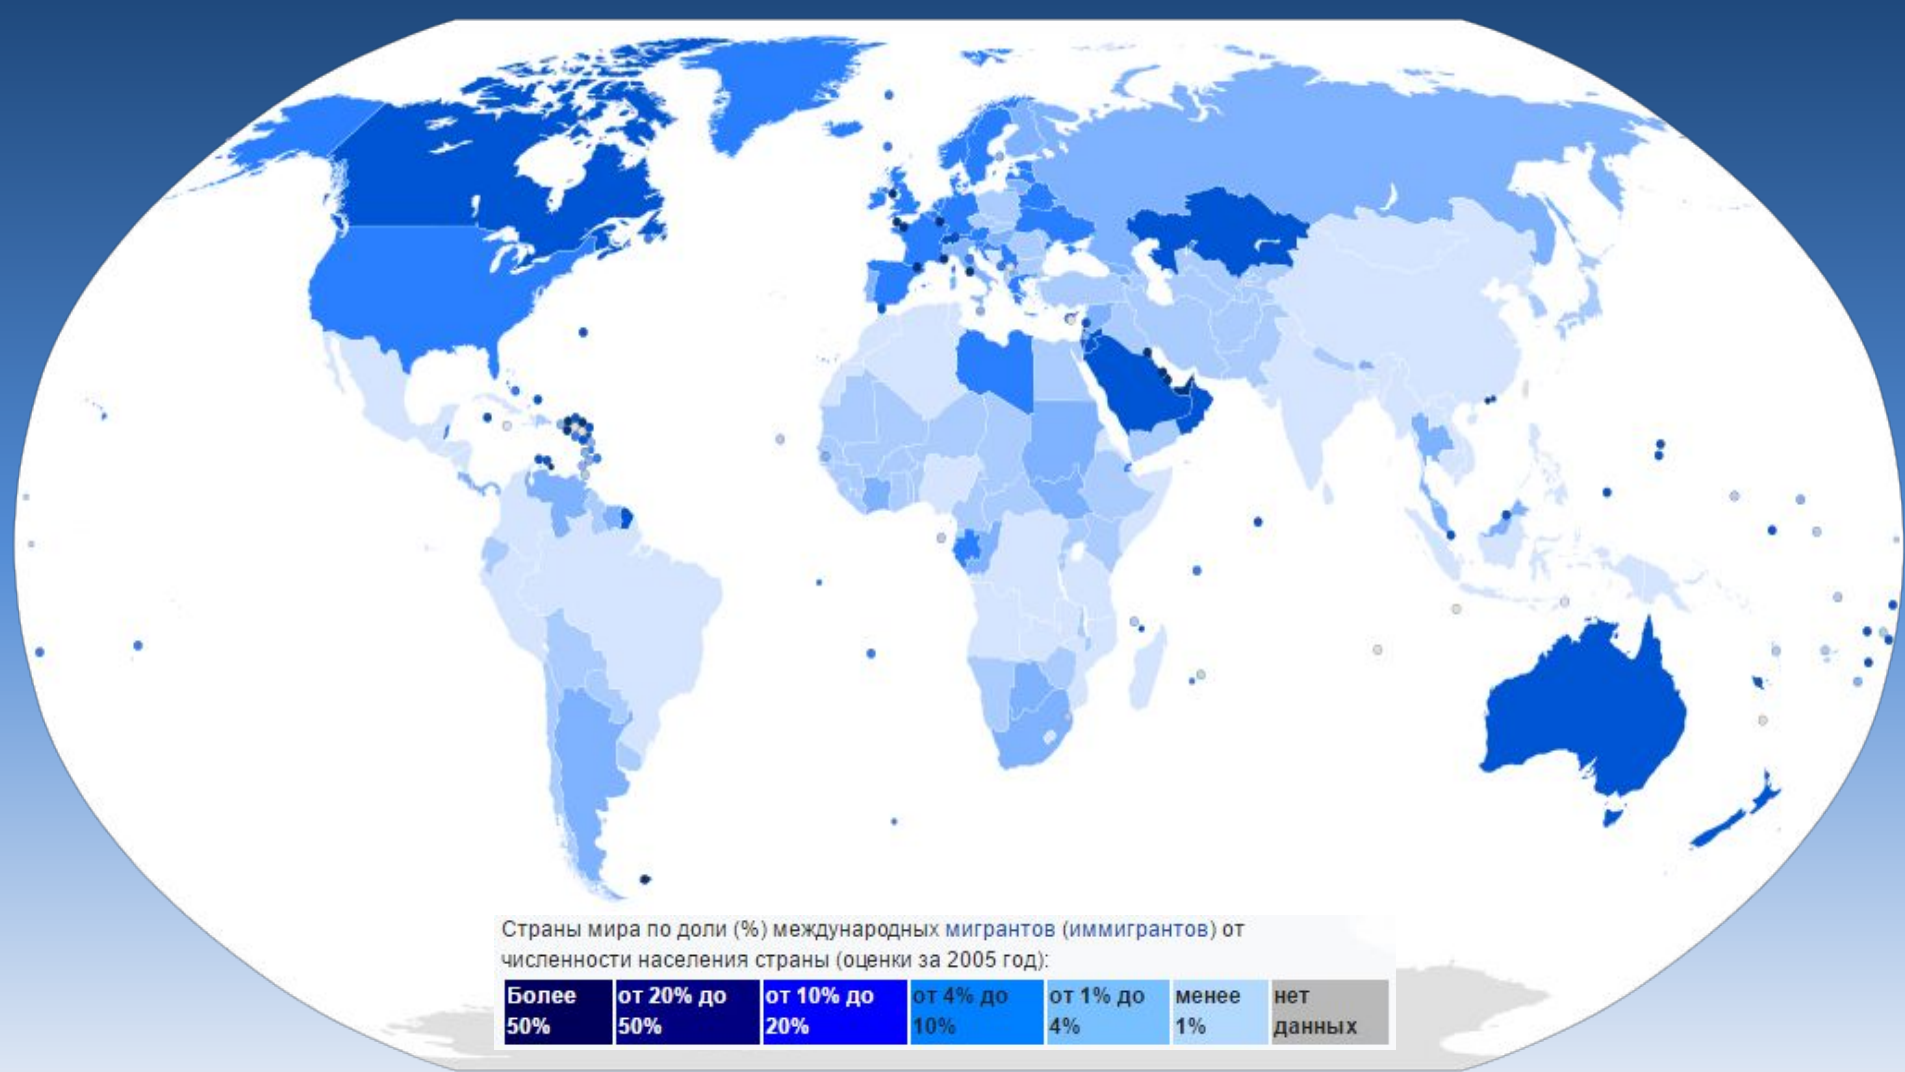 Страны мира по доли (%) международных мигрантов (иммигрантов) от
численности населения страны (оценки за 2005 год):
Более 50%
от 20% до 50%
от 10% до 20%
от 4% до 10%
от 1% до 4%
менее 1%
нет данных